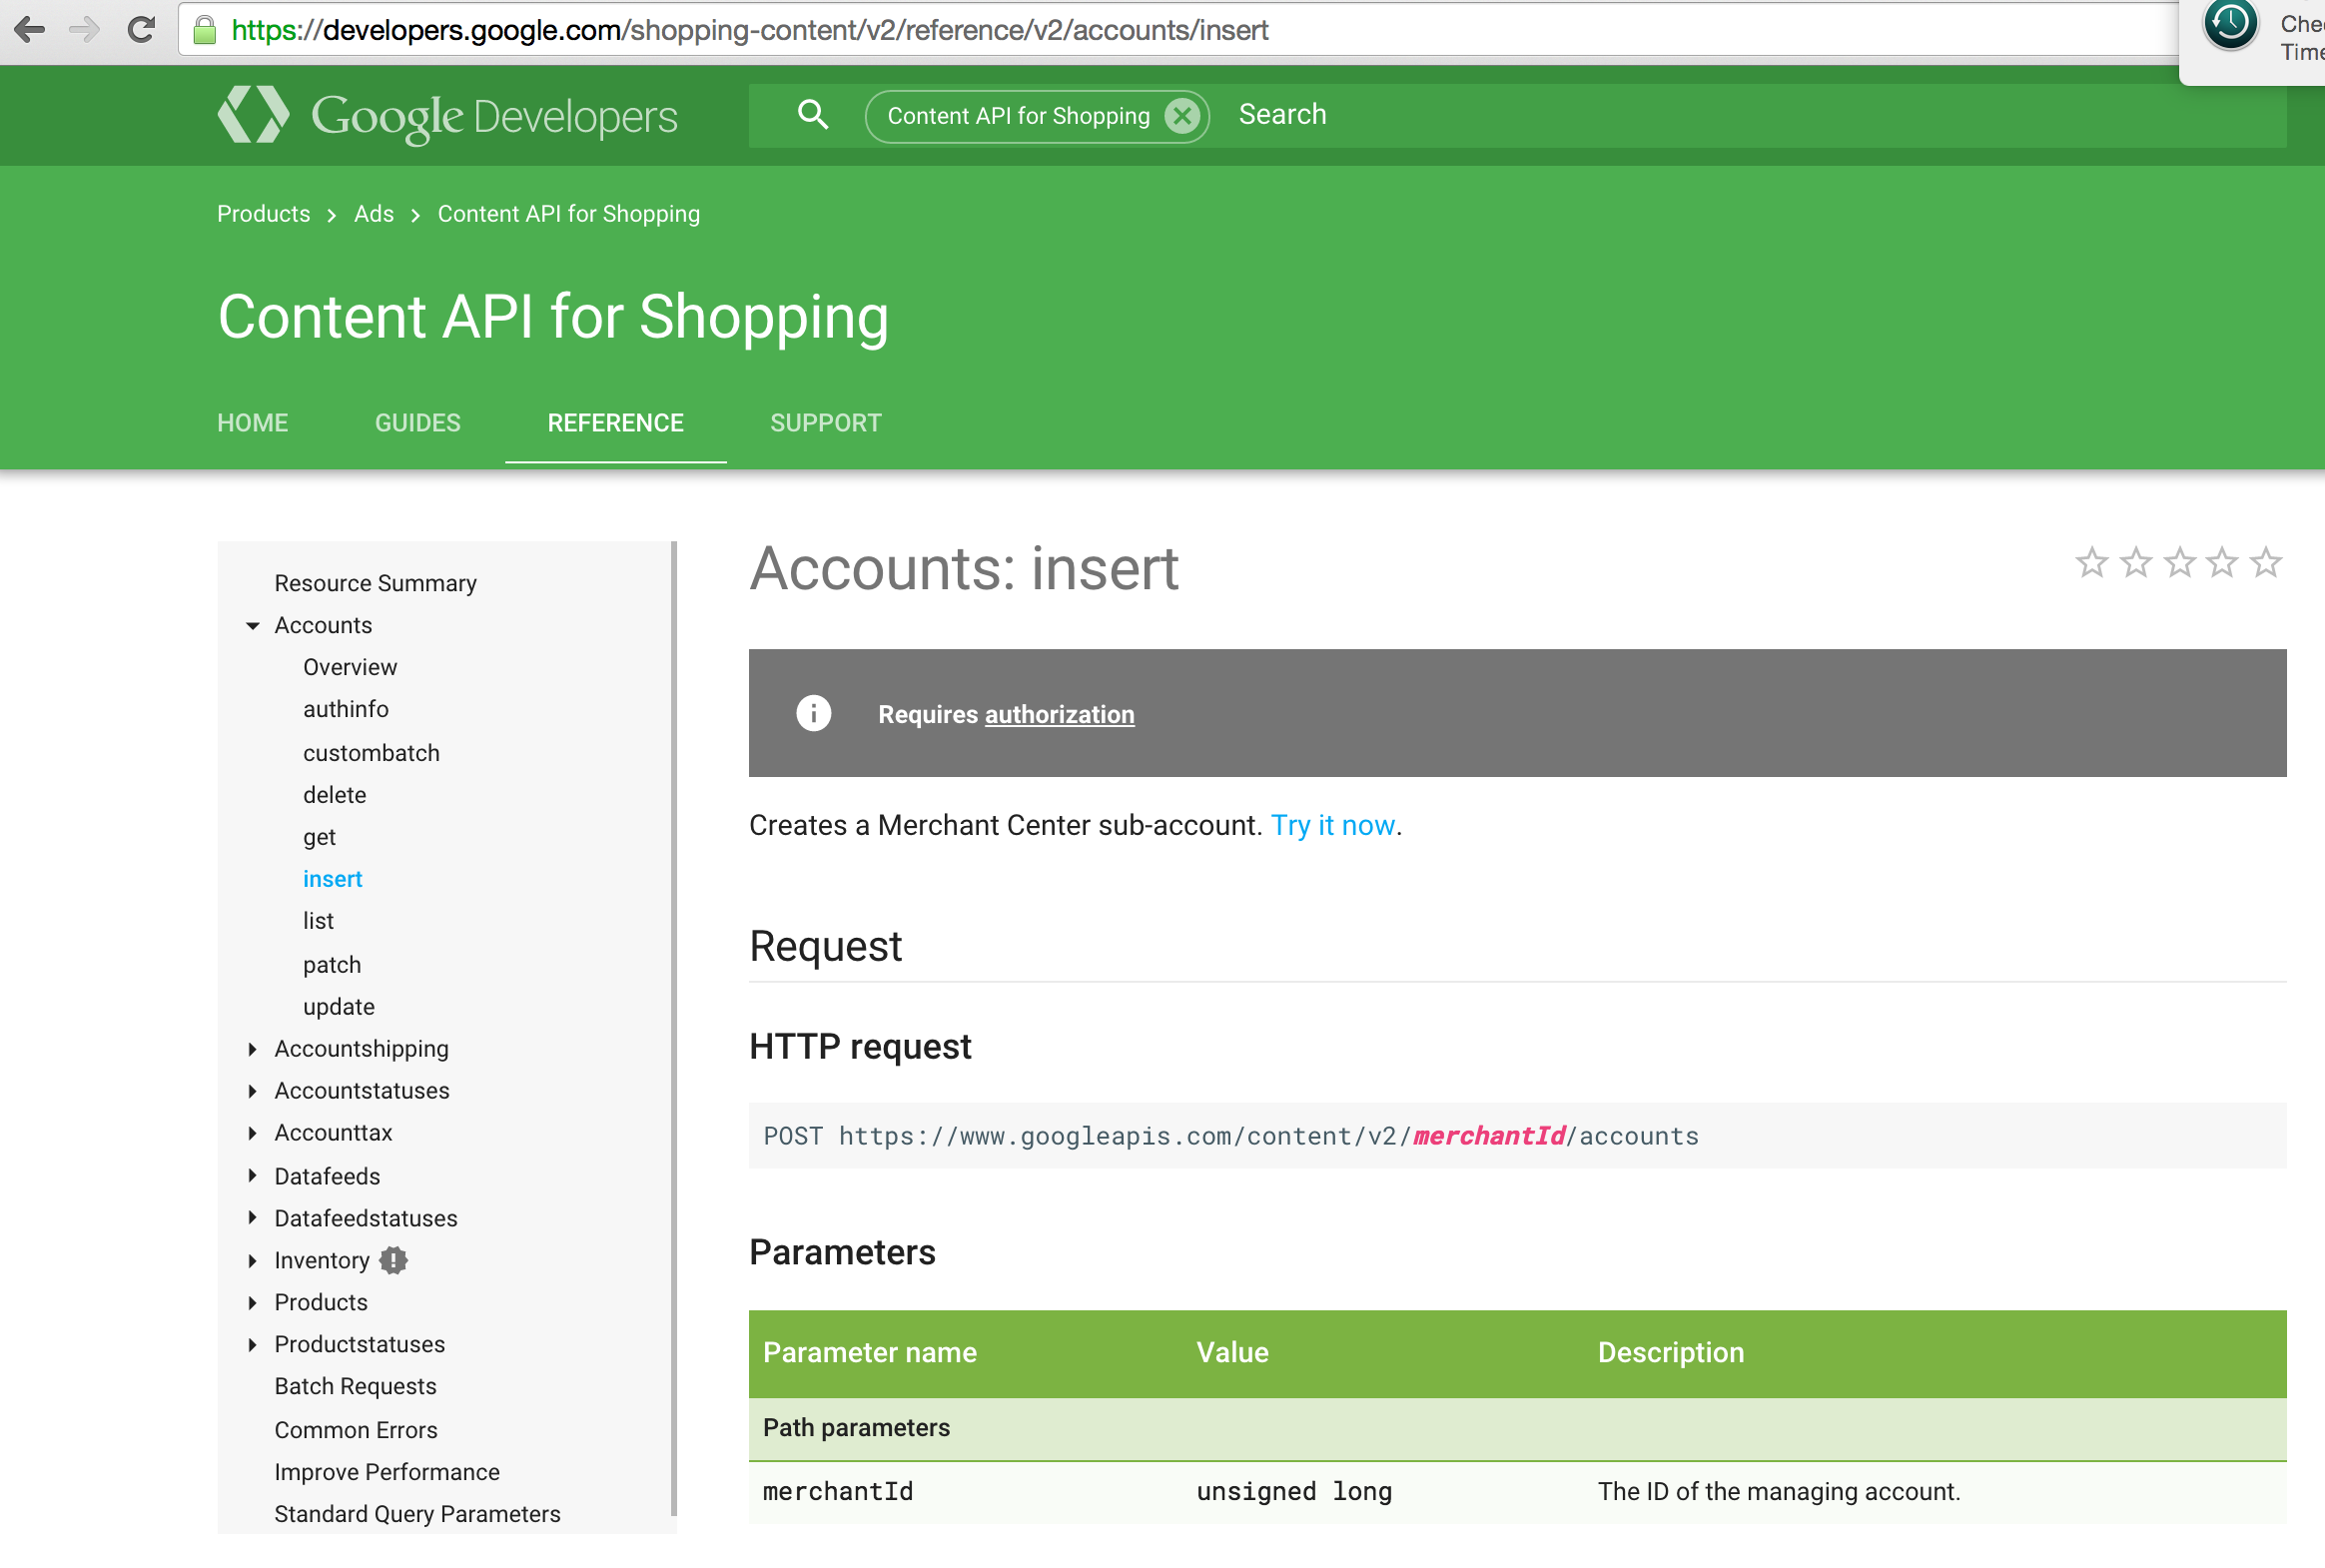 https://developers.google.com/shopping-content/v2/reference/v2/accounts/insert
Google Developers
Content API for Shopping
Search
Products
Ads
Content API for Shopping
Content API for Shopping
HOME
GUIDES
REFERENCE
SUPPORT
Resource Summary
Accounts
Overview
authinfo
custombatch
delete
get
insert
list
patch
update
Accountshipping
Accountstatuses
Accounttax
Datafeeds
Datafeedstatuses
Inventory
Products
Productstatuses
Batch Requests
Common Errors
Improve Performance
Standard Query Parameters
Accounts: insert
Requires authorization
Creates a Merchant Center sub-account. Try it now.
Request
HTTP request
POST https://www.googleapis.com/content/v2/merchantId/accounts
Parameters
Parameter name Value Description
Path parameters
merchantId unsigned long The ID of the managing account.